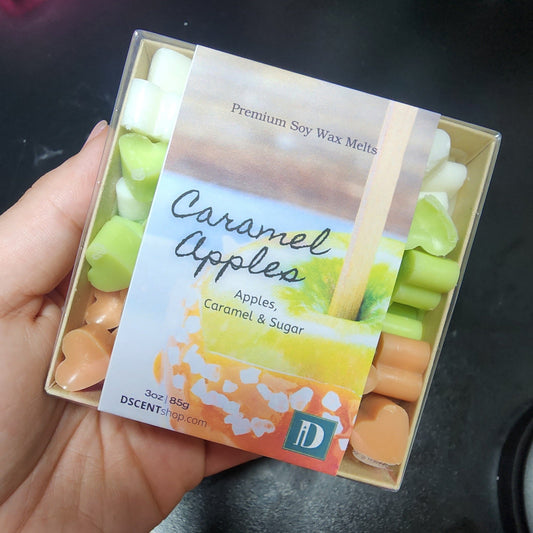 Premium Soy Wax Melts
Caramel
Apples
Apples,
Caramel & Sugar
3oz | 85g
DSCENTshop.com
D